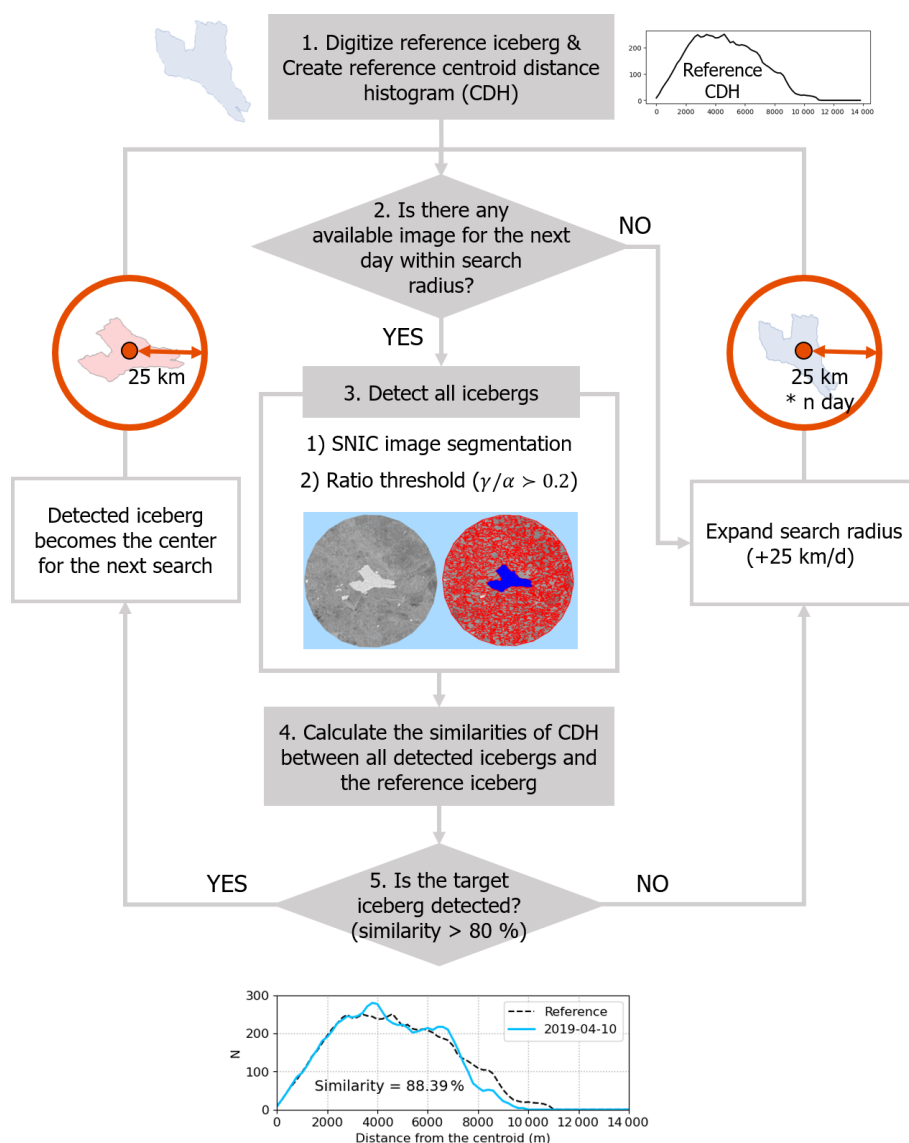 1. Digitize reference iceberg &
Create reference centroid distance
histogram (CDH)
200
100
0
Reference
CDH
0 2000 4000 6000 8000 10 000 12 000 14 000
2. Is there any
available image for the next
day within search
radius?
NO
YES
25 km
25 km
* n day
3. Detect all icebergs
1) SNIC image segmentation
2) Ratio threshold (γ/α > 0.2)
Detected iceberg
becomes the center
for the next search
Expand search radius
(+25 km/d)
4. Calculate the similarities of CDH
between all detected icebergs and
the reference iceberg
YES
NO
5. Is the target
iceberg detected?
(similarity > 80 %)
300
200
100
0
N
Reference
2019-04-10
Similarity = 88.39 %
0 2000 4000 6000 8000 10 000 12 000 14 000
Distance from the centroid (m)